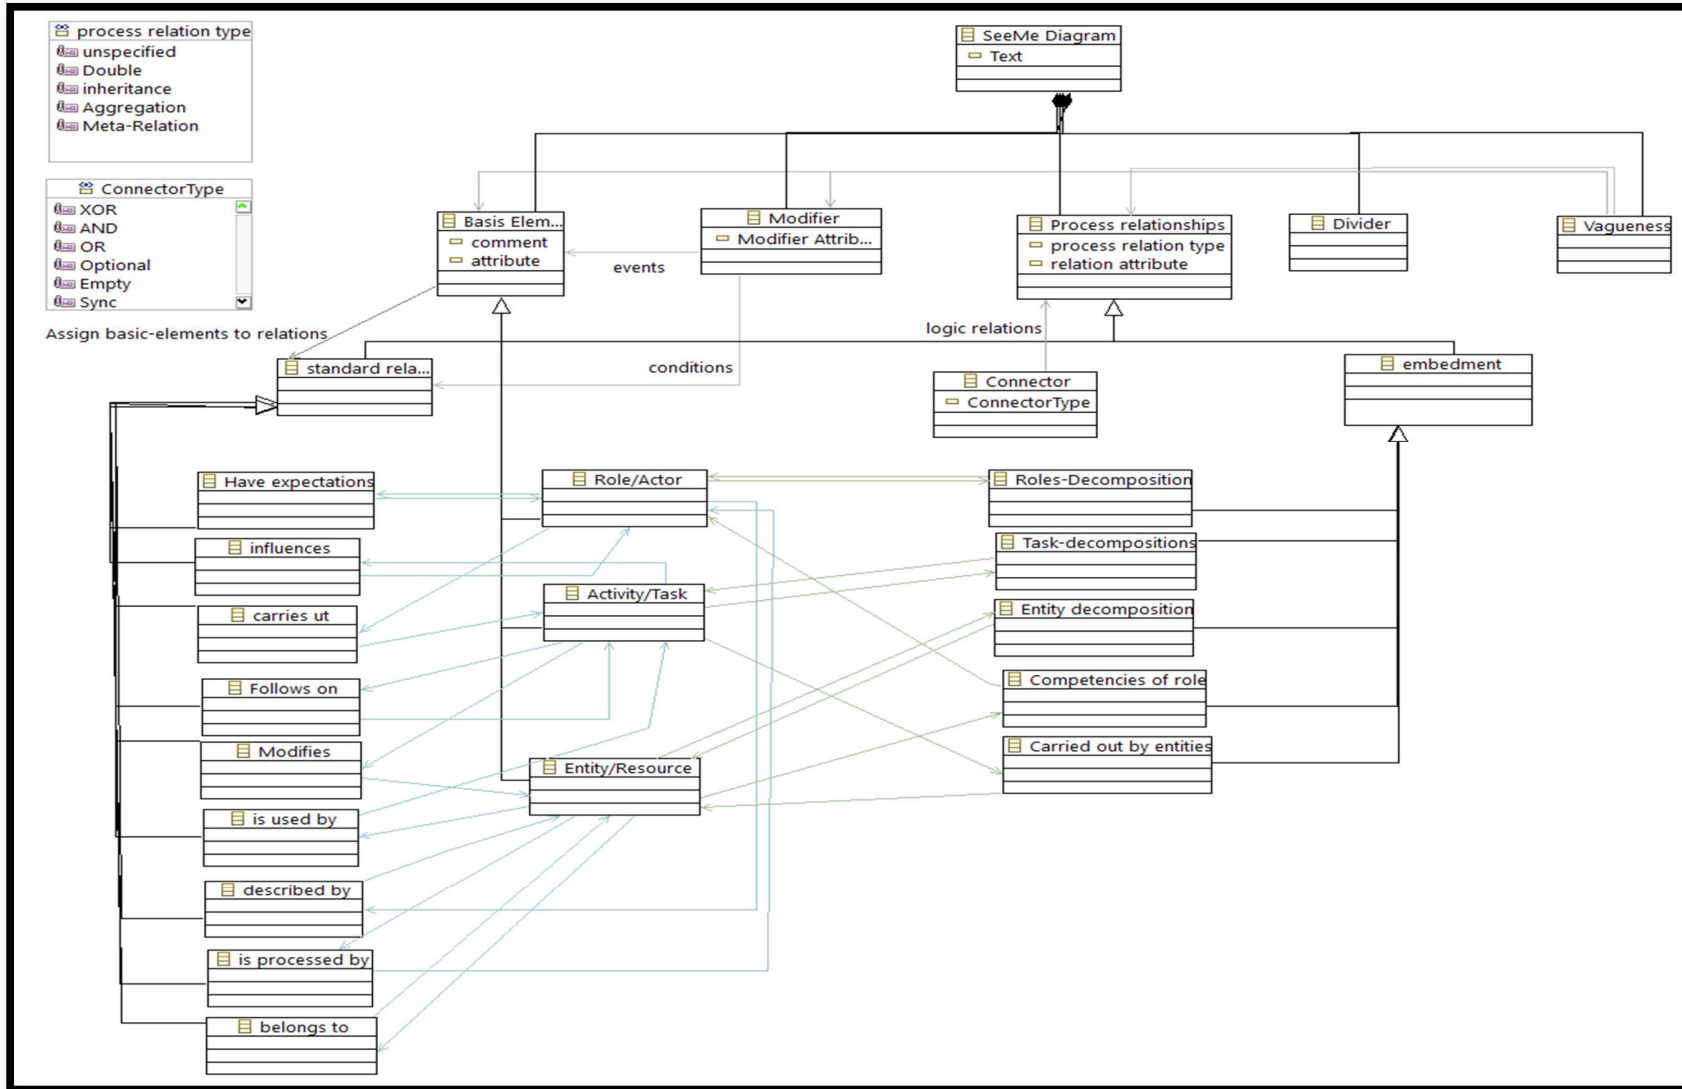 process relation type
unspecified
Double
inheritance
Aggregation
Meta-Relation
ConnectorType
XOR
AND
OR
Optional
Empty
Sync
SeeMe Diagram
Text
Basis Elem...
comment
attribute
Modifier
Modifier Attrib...
Process relationships
process relation type
relation attribute
Divider
Vagueness
events
Assign basic-elements to relations
logic relations
standard rela...
conditions
Connector
ConnectorType
embedment
Have expectations
Role/Actor
Roles-Decomposition
influences
Task-decompositions
carries ut
Activity/Task
Entity decomposition
Follows on
Competencies of role
Modifies
Entity/Resource
Carried out by entities
is used by
described by
is processed by
belongs to